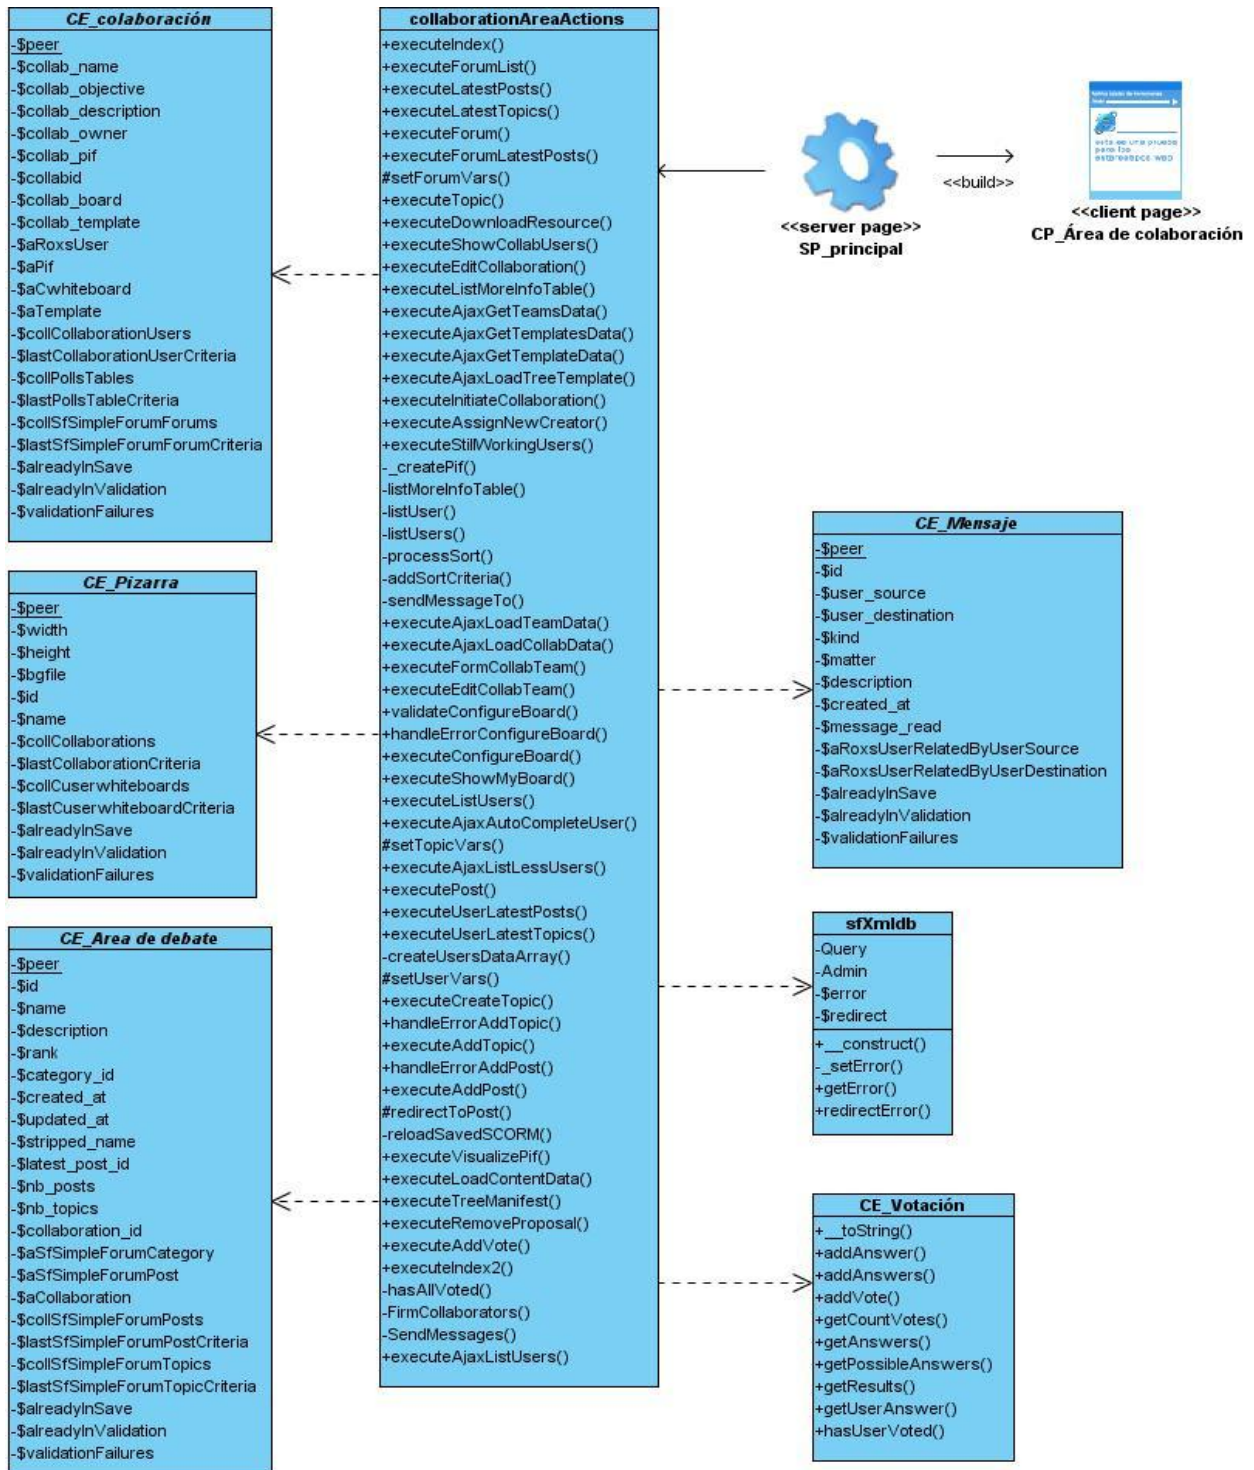 CE_colaboración
-$peer
-$collab_name
-$collab_objective
-$collab_description
-$collab_owner
-$collab_pif
-$collabid
-$collab_board
-$collab_template
-$aRoxsUser
-$aPif
-$aCwhiteboard
-$aTemplate
-$collCollaborationUsers
-$lastCollaborationUserCriteria
-$collPollsTables
-$lastPollsTableCriteria
-$collSfSimpleForumForums
-$lastSfSimpleForumForumCriteria
-$alreadyInSave
-$alreadyInValidation
-$validationFailures
CE_Pizarra
-$peer
-$width
-$height
-$bgfile
-$id
-$name
-$collCollaborations
-$lastCollaborationCriteria
-$collCuserwhiteboards
-$lastCuserwhiteboardCriteria
-$alreadyInSave
-$alreadyInValidation
-$validationFailures
CE_Area de debate
-$peer
-$id
-$name
-$description
-$rank
-$category_id
-$created_at
-$updated_at
-$stripped_name
-$latest_post_id
-$nb_posts
-$nb_topics
-$collaboration_id
-$aSfSimpleForumCategory
-$aSfSimpleForumPost
-$aCollaboration
-$collSfSimpleForumPosts
-$lastSfSimpleForumPostCriteria
-$collSfSimpleForumTopics
-$lastSfSimpleForumTopicCriteria
-$alreadyInSave
-$alreadyInValidation
-$validationFailures
collaborationAreaActions
+executeIndex()
+executeForumList()
+executeLatestPosts()
+executeLatestTopics()
+executeForum()
+executeForumLatestPosts()
#setForumVars()
+executeTopic()
+executeDownloadResource()
+executeShowCollabUsers()
+executeEditCollaboration()
+executeListMoreInfoTable()
+executeAjaxGetTeamsData()
+executeAjaxGetTemplatesData()
+executeAjaxGetTemplateData()
+executeAjaxLoadTreeTemplate()
+executeInitiateCollaboration()
+executeAssignNewCreator()
+executeStillWorkingUsers()
-_createPif()
-listMoreInfoTable()
-listUser()
-listUsers()
-processSort()
-addSortCriteria()
-sendMessageTo()
+executeAjaxLoadTeamData()
+executeAjaxLoadCollabData()
+executeFormCollabTeam()
+executeEditCollabTeam()
+validateConfigureBoard()
+handleErrorConfigureBoard()
+executeConfigureBoard()
+executeShowMyBoard()
+executeListUsers()
+executeAjaxAutoCompleteUser()
#setTopicVars()
+executeAjaxListLessUsers()
+executePost()
+executeUserLatestPosts()
+executeUserLatestTopics()
-createUsersDataArray()
#setUserVars()
+executeCreateTopic()
+handleErrorAddTopic()
+executeAddTopic()
+handleErrorAddPost()
+executeAddPost()
#redirectToPost()
-reloadSavedSCORM()
+executeVisualizePif()
+executeLoadContentData()
+executeTreeManifest()
+executeRemoveProposal()
+executeAddVote()
+executeIndex2()
-hasAllVoted()
-FirmCollaborators()
-SendMessages()
+executeAjaxListUsers()
<<server page>>
SP_principal
<<build>>
<<client page>>
CP_Área de colaboración
CE_Mensaje
-$peer
-$id
-$user_source
-$user_destination
-$kind
-$matter
-$description
-$created_at
-$message_read
-$aRoxsUserRelatedByUserSource
-$aRoxsUserRelatedByUserDestination
-$alreadyInSave
-$alreadyInValidation
-$validationFailures
sfXmldb
-Query
-Admin
-$error
-$redirect
+__construct()
-_setError()
+getError()
+redirectError()
CE_Votación
+__toString()
+addAnswer()
+addAnswers()
+addVote()
+getCountVotes()
+getAnswers()
+getPossibleAnswers()
+getResults()
+getUserAnswer()
+hasUserVoted()